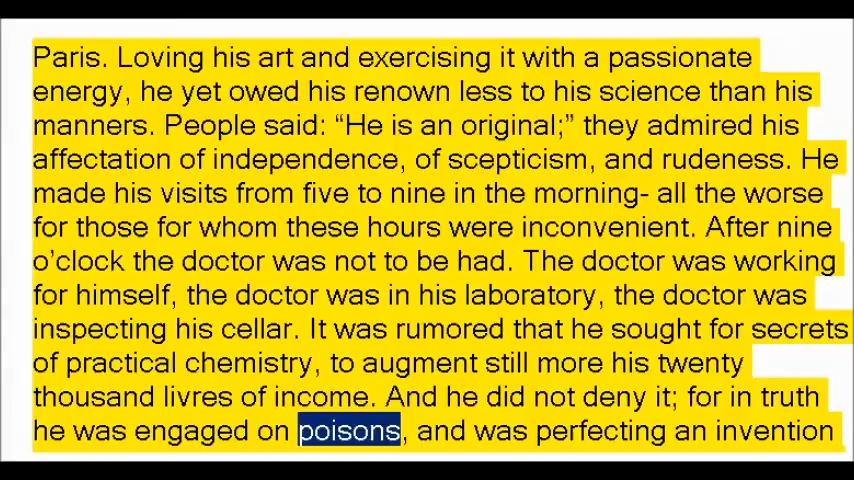 Paris. Loving his art and exercising it with a passionate
energy, he yet owed his renown less to his science than his
manners. People said: “He is an original;” they admired his
affectation of independence, of scepticism, and rudeness. He
made his visits from five to nine in the morning- all the worse
for those for whom these hours were inconvenient. After nine
o’clock the doctor was not to be had. The doctor was working
for himself, the doctor was in his laboratory, the doctor was
inspecting his cellar. It was rumored that he sought for secrets
of practical chemistry, to augment still more his twenty
thousand livres of income. And he did not deny it; for in truth
he was engaged on poisons, and was perfecting an invention